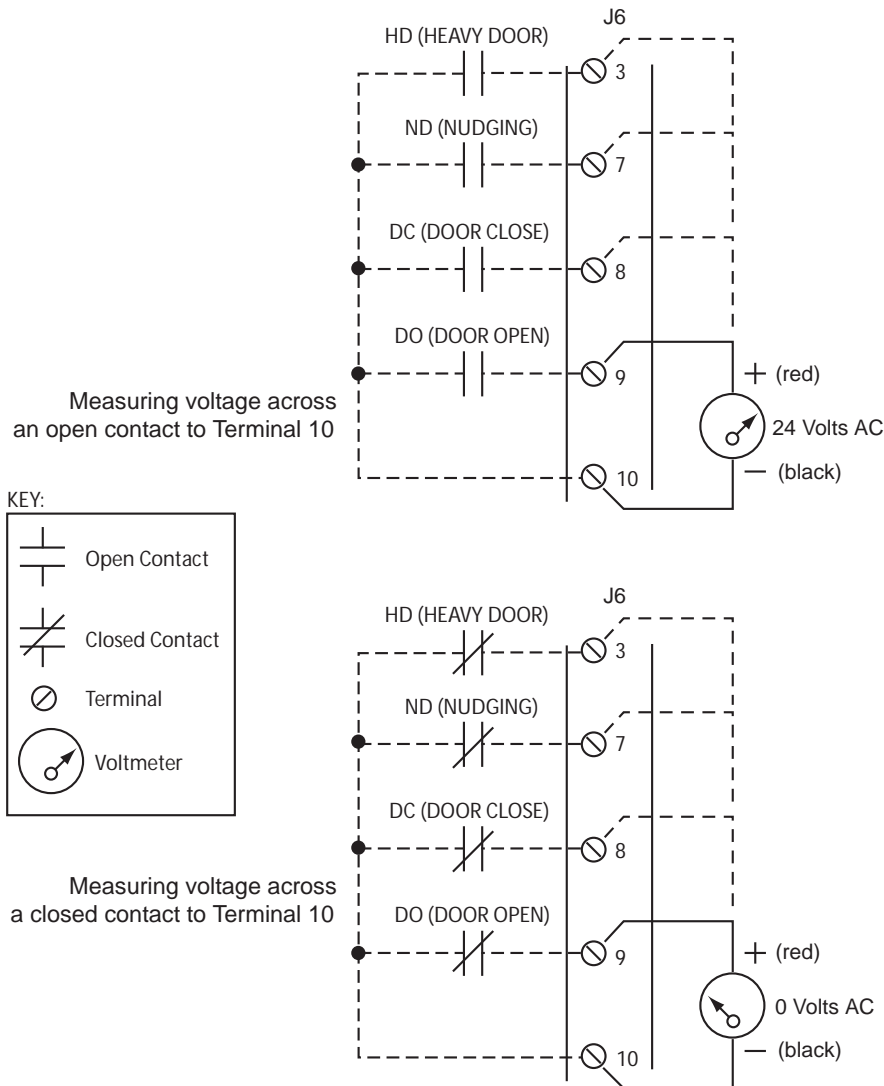 J6
HD (HEAVY DOOR)
3
ND (NUDGING)
7
DC (DOOR CLOSE)
8
DO (DOOR OPEN)
9
+ (red)
Measuring voltage across
an open contact to Terminal 10
24 Volts AC
10
— (black)
KEY:
Open Contact
Closed Contact
Terminal
Voltmeter
J6
HD (HEAVY DOOR)
3
ND (NUDGING)
7
DC (DOOR CLOSE)
8
Measuring voltage across
a closed contact to Terminal 10
DO (DOOR OPEN)
9
+ (red)
0 Volts AC
10
— (black)